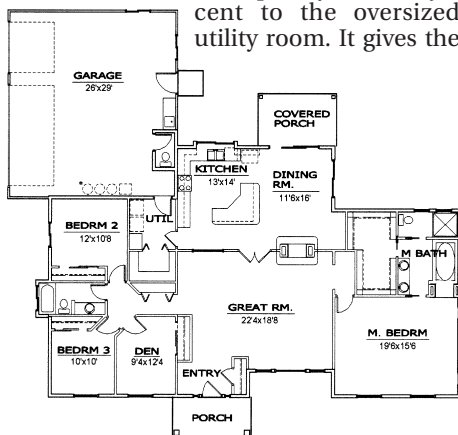 cent to the oversized
utility room. It gives the
GARAGE
26'x29'
COVERED
PORCH
KITCHEN
13'x14'
DINING
RM.
11'6x16'
UTIL
BEDRM 2
12'x10'8
M BATH
GREAT RM.
22'4x18'8
M. BEDRM
19'6x15'6
BEDRM 3
10'x10'
DEN
9'4x12'4
ENTRY
PORCH